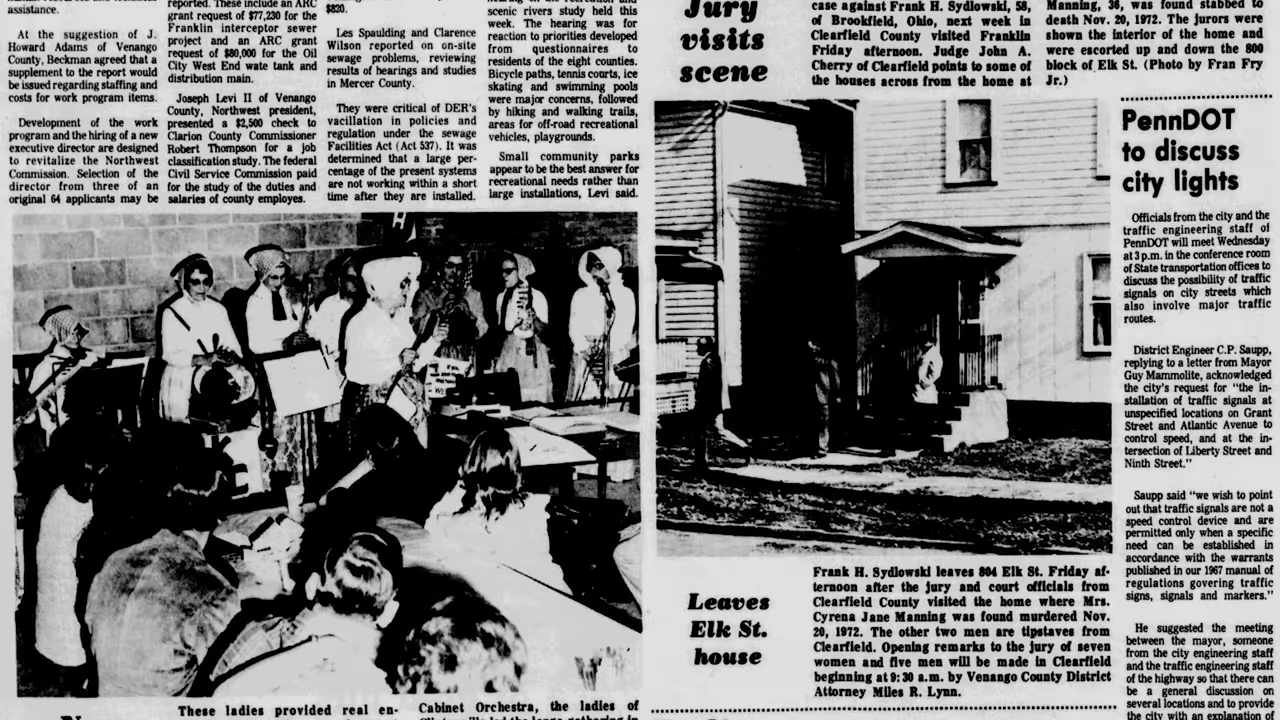 assistance.
At the suggestion of J.
Howard Adams of Venango
County, Beckman agreed that a
supplement to the report would
be issued regarding staffing and
costs for work program items.
Development of the work
program and the hiring of a new
executive director are designed
to revitalize the Northwest
Commission. Selection of the
director from three of an
original 64 applicants may be
reported. These include an ARC
grant request of $77,230 for the
Franklin interceptor sewer
project and an ARC grant
request of $80,000 for the Oil
City West End wate tank and
distribution main.
Joseph Levi II of Venango
County, Northwest president,
presented a $2,500 check to
Clarion County Commissioner
Robert Thompson for a job
classification study. The federal
Civil Service Commission paid
for the study of the duties and
salaries of county employes.
$820.
Les Spaulding and Clarence
Wilson reported on on-site
sewage problems, reviewing
results of hearings and studies
in Mercer County.
They were critical of DER's
vacillation in policies and
regulation under the sewage
Facilities Act (Act 537). It was
determined that a large per-
centage of the present systems
are not working within a short
time after they are installed.
scenic rivers study held this
week. The hearing was for
reaction to priorities developed
from questionnaires to
residents of the eight counties.
Bicycle paths, tennis courts, ice
skating and swimming pools
were major concerns, followed
by hiking and walking trails,
areas for off-road recreational
vehicles, playgrounds.
Small community parks
appear to be the best answer for
recreational needs rather than
large installations, Levi said.
Jury
visits
scene
case against Frank H. Sydlowski, 58,
of Brookfield, Ohio, next week in
Clearfield County visited Franklin
Friday afternoon. Judge John A.
Cherry of Clearfield points to some of
the houses across from the home at
Manning, 36, was found stabbed to
death Nov. 20, 1972. The jurors were
shown the interior of the home and
were escorted up and down the 800
block of Elk St. (Photo by Fran Fry
Jr.)
PennDOT
to discuss
city lights
Officials from the city and the
traffic engineering staff of
PennDOT will meet Wednesday
at 3 p.m. in the conference room
of State transportation offices to
discuss the possibility of traffic
signals on city streets which
also involve major traffic
routes.
District Engineer C.P. Saupp,
replying to a letter from Mayor
Guy Mammolite, acknowledged
the city's request for "the in-
stallation of traffic signals at
unspecified locations on Grant
Street and Atlantic Avenue to
control speed, and at the in-
tersection of Liberty Street and
Ninth Street."
Saupp said "we wish to point
out that traffic signals are not a
speed control device and are
permitted only when a specific
need can be established in
accordance with the warrants
published in our 1967 manual of
regulations govering traffic
signs, signals and markers."
He suggested the meeting
between the mayor, someone
from the city engineering staff
and the traffic engineering staff
of the highway so that there can
be a general discussion on
several locations and to provide
the city with an explanation of
Leaves
Elk St.
house
Frank H. Sydlowski leaves 804 Elk St. Friday af-
ternoon after the jury and court officials from
Clearfield County visited the home where Mrs.
Cyrena Jane Manning was found murdered Nov.
20, 1972. The other two men are tipstaves from
Clearfield. Opening remarks to the jury of seven
women and five men will be made in Clearfield
beginning at 9:30 a.m. by Venango County District
Attorney Miles R. Lynn.
These ladies provided real en-
Cabinet Orchestra, the ladies of